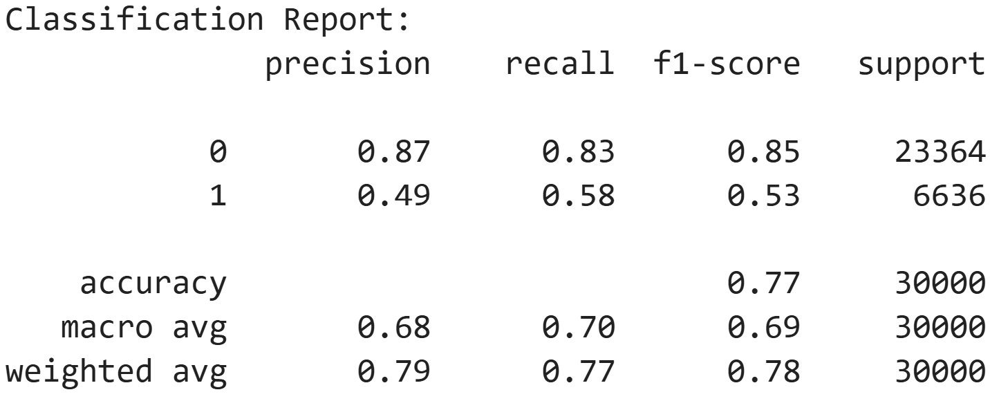 Classification Report:
precision recall f1-score support
0 0.87 0.83 0.85 23364
1 0.49 0.58 0.53 6636
accuracy 0.77 30000
macro avg 0.68 0.70 0.69 30000
weighted avg 0.79 0.77 0.78 30000